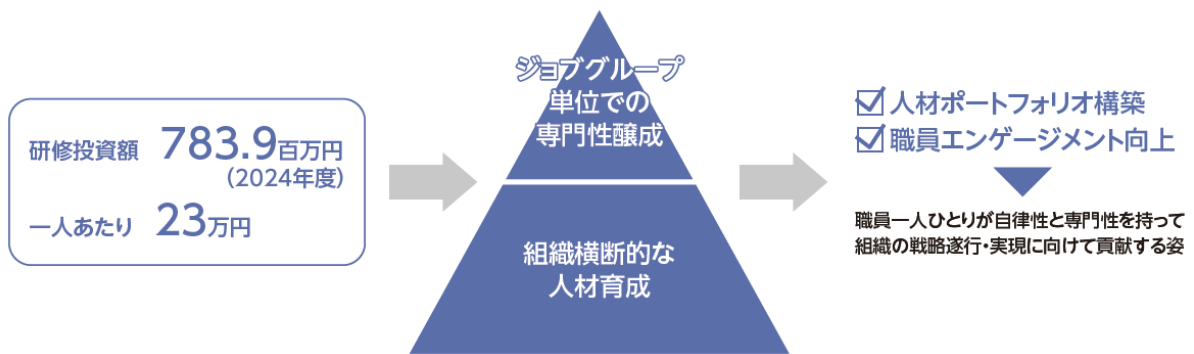 研修投資額 783.9百万円
(2024年度)
一人あたり 23万円
ジョブグループ
単位での
専門性醸成
組織横断的な
人材育成
人材ポートフォリオ構築
職員エンゲージメント向上
職員一人ひとりが自律性と専門性を持って
組織の戦略遂行・実現に向けて貢献する姿